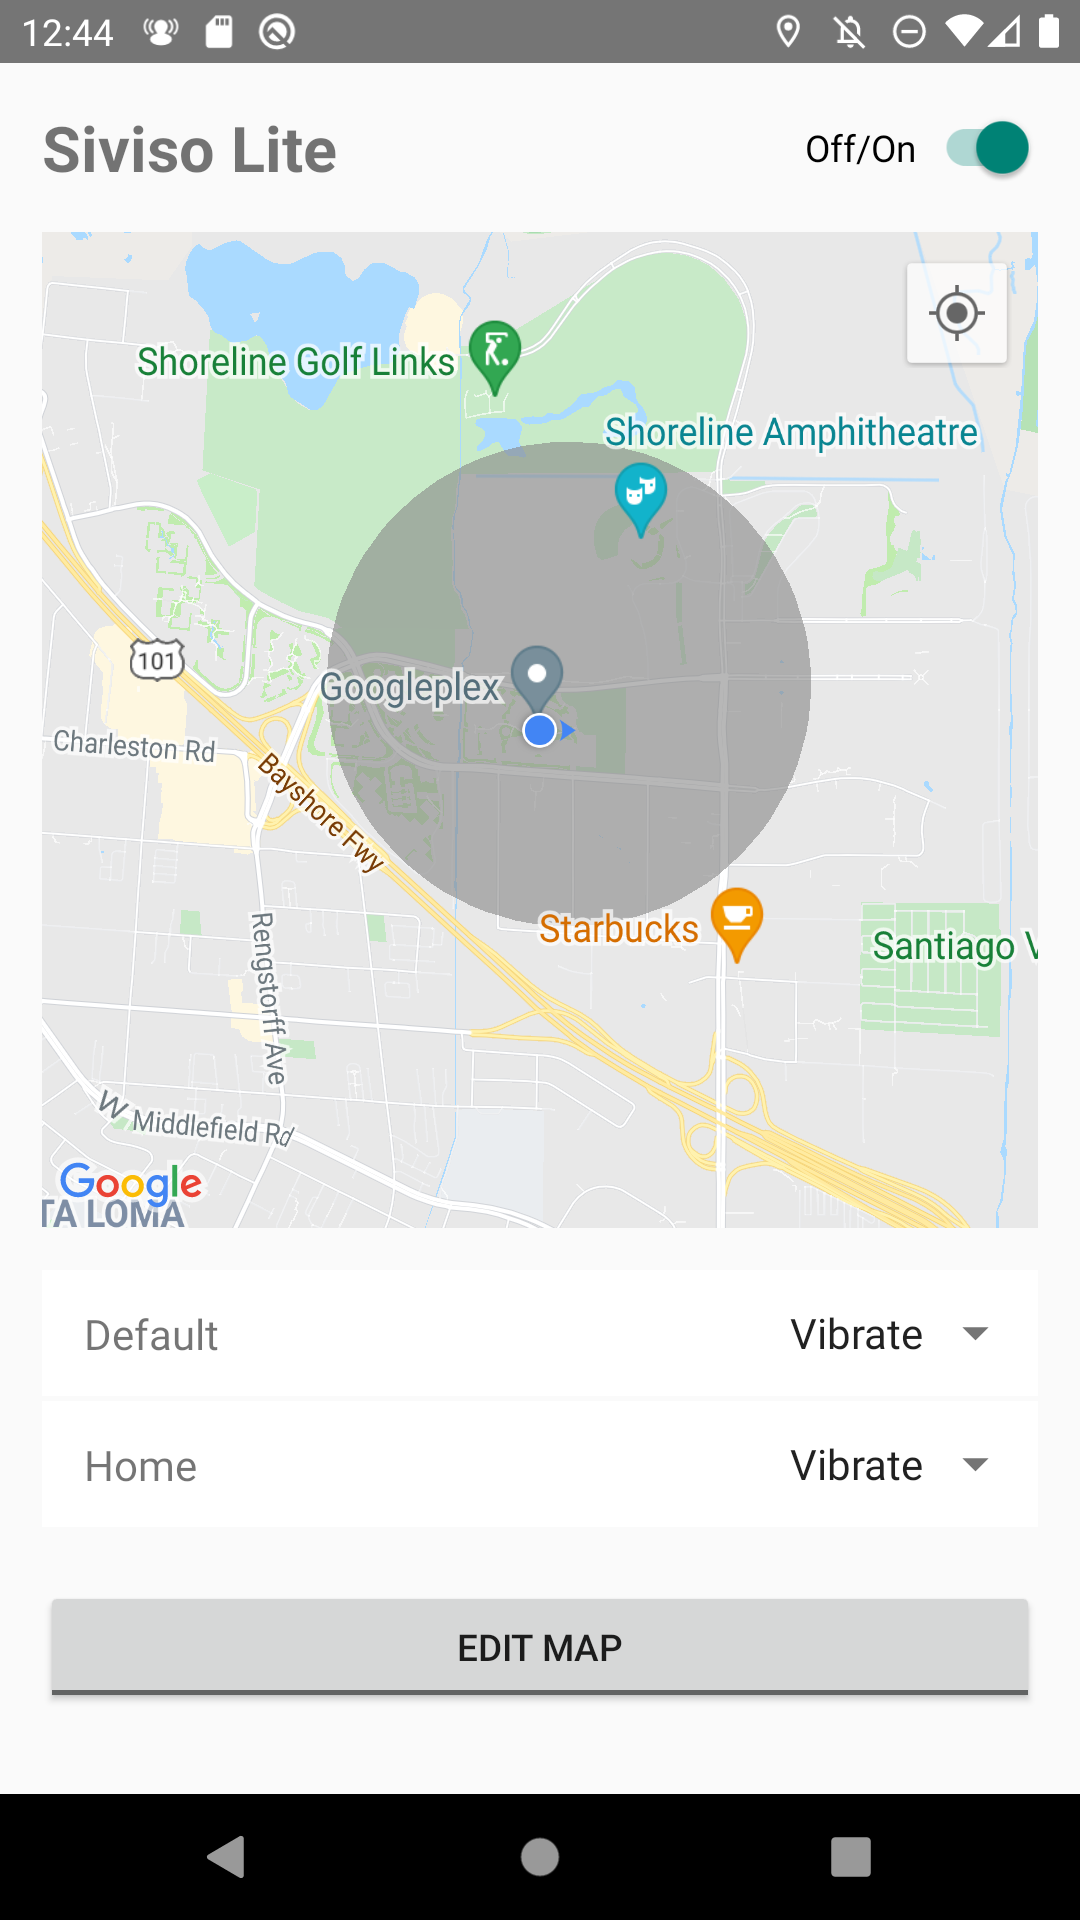 12:44
Siviso Lite
Off/On
Shoreline Golf Links
Shoreline Amphitheatre
101
Googleplex
Charleston Rd
Bayshore Fwy
Starbucks
Santiago V
Rengstorff Ave
W Middlefield Rd
Google
TA LOMA
Default
Vibrate
Home
Vibrate
EDIT MAP